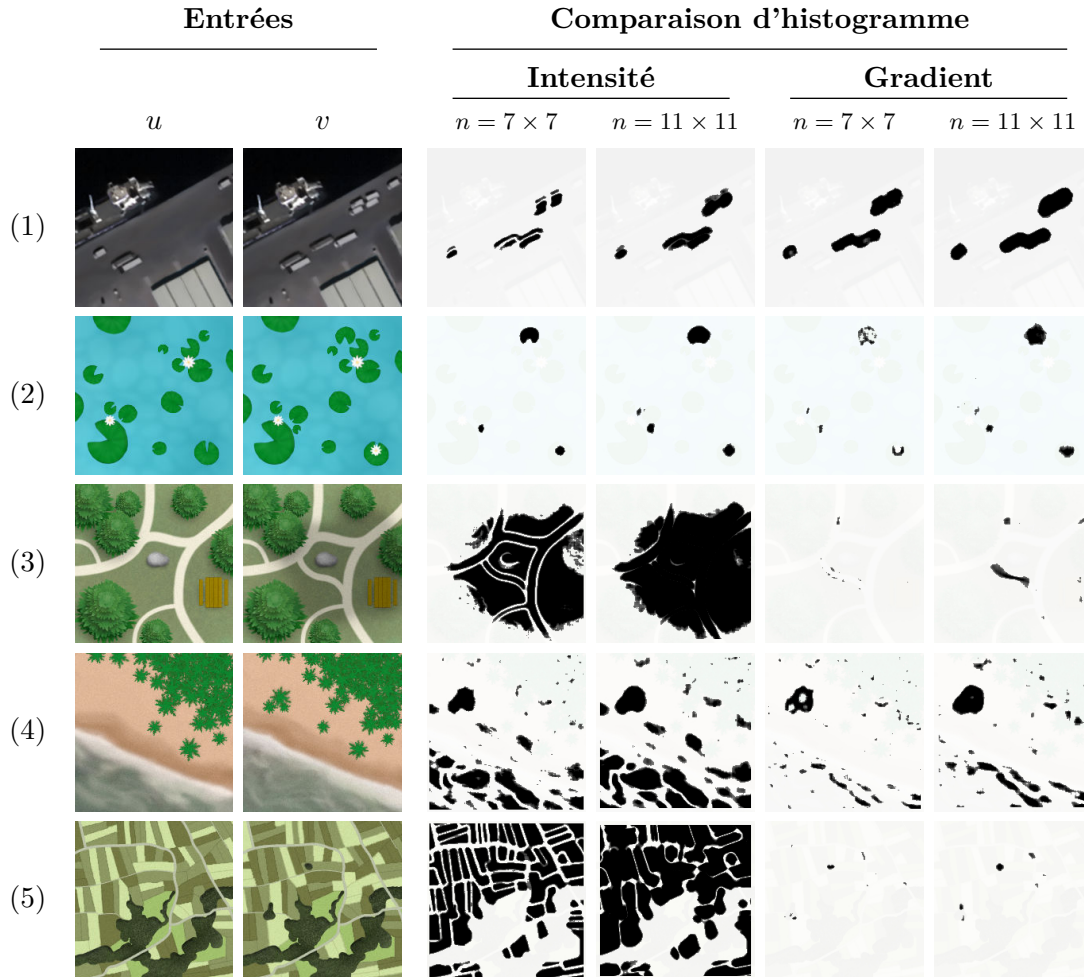 Entrées Comparaison d’histogramme
Intensité Gradient
u v n = 7 × 7 n = 11 × 11 n = 7 × 7 n = 11 × 11
(1)
(2)
(3)
(4)
(5)